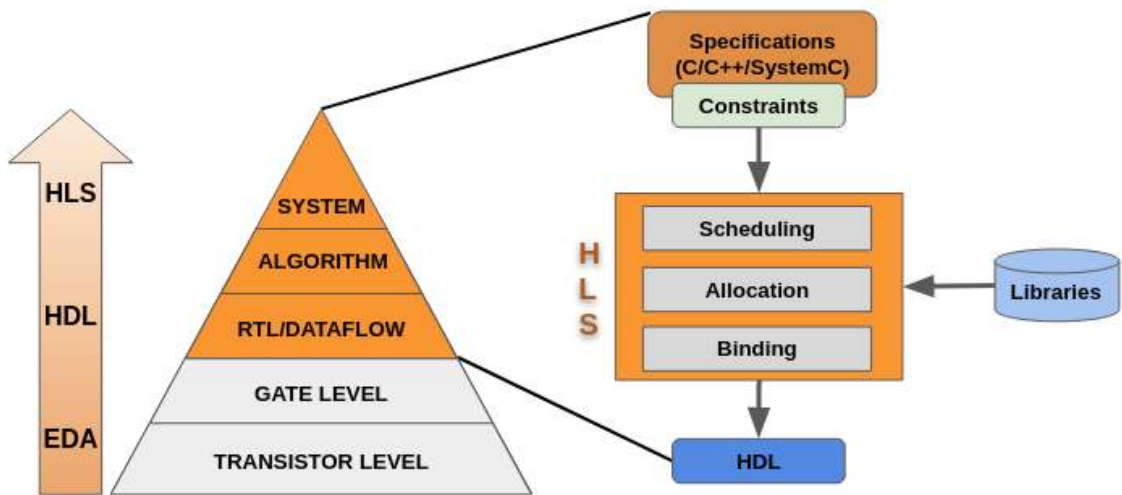 HLS
HDL
EDA
SYSTEM
ALGORITHM
RTL/DATAFLOW
GATE LEVEL
TRANSISTOR LEVEL
Specifications
(C/C++/SystemC)
Constraints
H
L
S
Scheduling
Allocation
Binding
Libraries
HDL